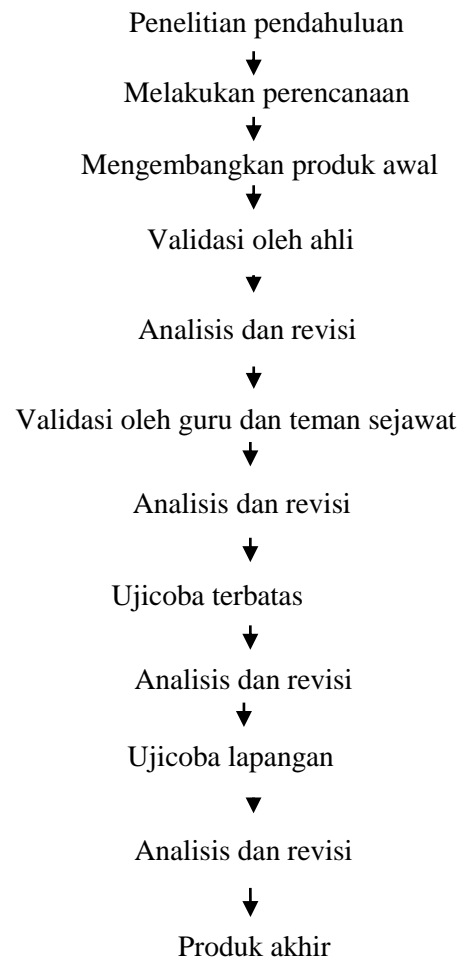 Penelitian pendahuluan
Melakukan perencanaan
Mengembangkan produk awal
Validasi oleh ahli
Analisis dan revisi
Validasi oleh guru dan teman sejawat
Analisis dan revisi
Ujicoba terbatas
Analisis dan revisi
Ujicoba lapangan
Analisis dan revisi
Produk akhir